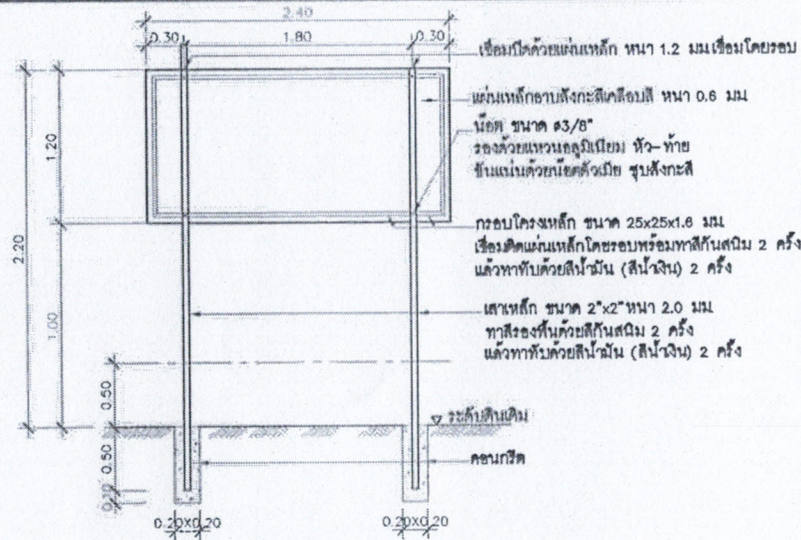 2.40
0.30 1.80 0.30
เชื่อมปิดด้วยแผ่นเหล็ก หนา 1.2 มม เชื่อมโดยรอบ
แผ่นเหล็กอาบสังกะสีเคลือบสี หนา 0.6 มม
น๊อต ขนาด ø3/8"
รองด้วยแหวนอลูมิเนียม หัว-ท้าย
ขันแน่นด้วยน๊อตตัวเมีย ชุบสังกะสี
1.20
กรอบโครงเหล็ก ขนาด 25x25x1.6 มม
เชื่อมติดแผ่นเหล็กโดยรอบพร้อมทาสีกันสนิม 2 ครั้ง
แล้วทาทับด้วยสีน้ำมัน (สีน้ำเงิน) 2 ครั้ง
2.20
เสาเหล็ก ขนาด 2"x2" หนา 2.0 มม
ทาสีรองพื้นด้วยสีกันสนิม 2 ครั้ง
แล้วทาทับด้วยสีน้ำมัน (สีน้ำเงิน) 2 ครั้ง
1.00
0.50
ระดับดินเดิม
0.50
คอนกรีต
0.10
0.20X0.20 0.20X0.20